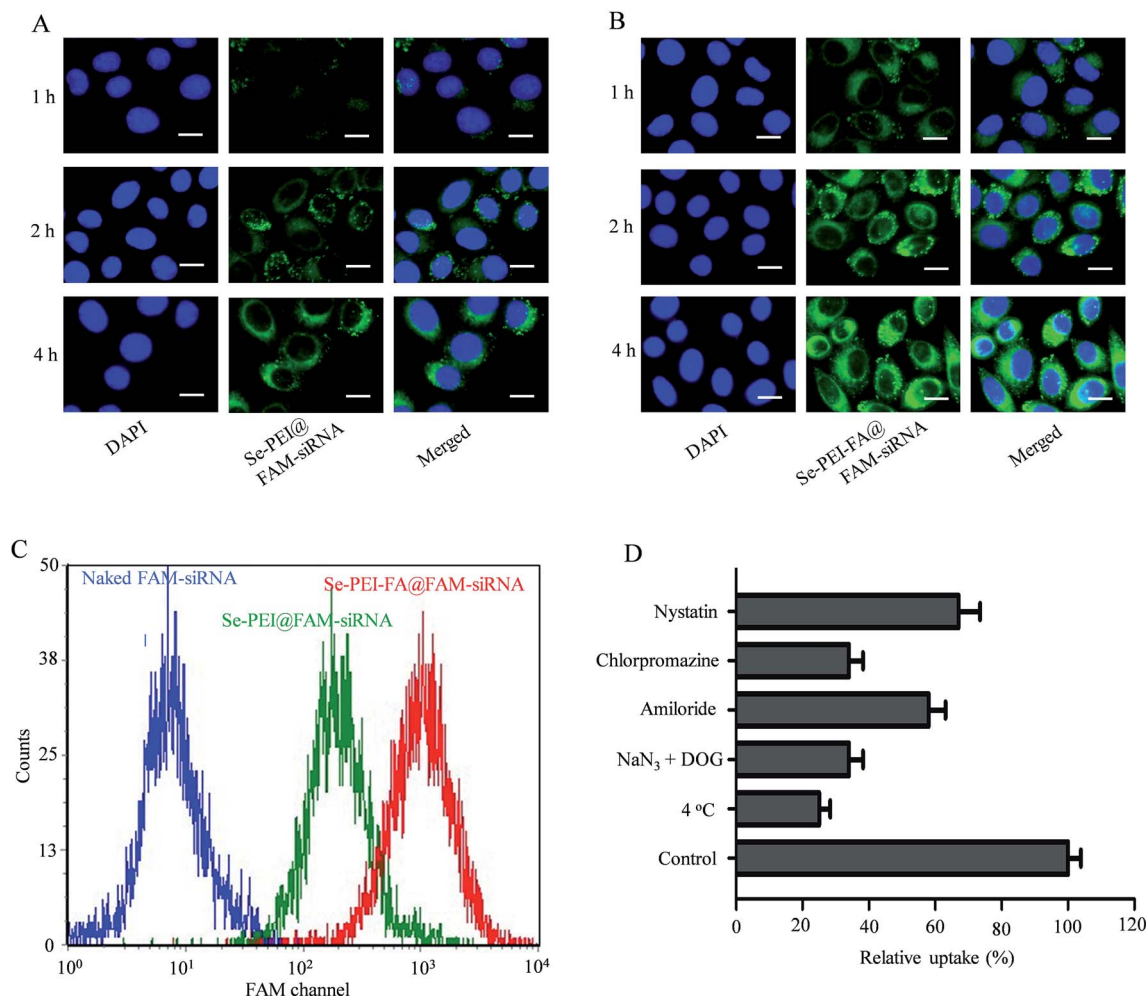 A
1 h
2 h
4 h
DAPI
Se-PEI@
FAM-siRNA
Merged
B
1 h
2 h
4 h
DAPI
Se-PEI-FA@
FAM-siRNA
Merged
C
50
38
25
13
0
Counts
Naked FAM-siRNA
Se-PEI-FA@FAM-siRNA
Se-PEI@FAM-siRNA
10⁰ 10¹ 10² 10³ 10⁴
FAM channel
D
Nystatin
Chlorpromazine
Amiloride
NaN₃ + DOG
4 °C
Control
0 20 40 60 80 100 120
Relative uptake (%)